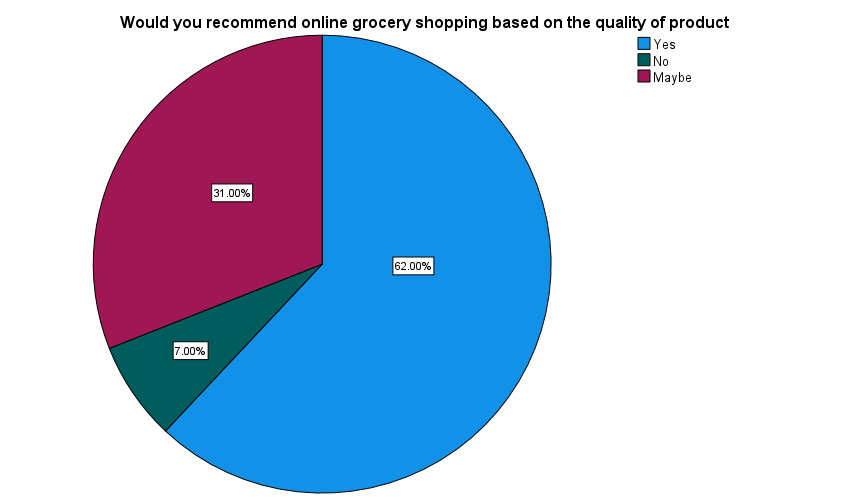 Would you recommend online grocery shopping based on the quality of product
Yes
No
Maybe
31.00%
62.00%
7.00%